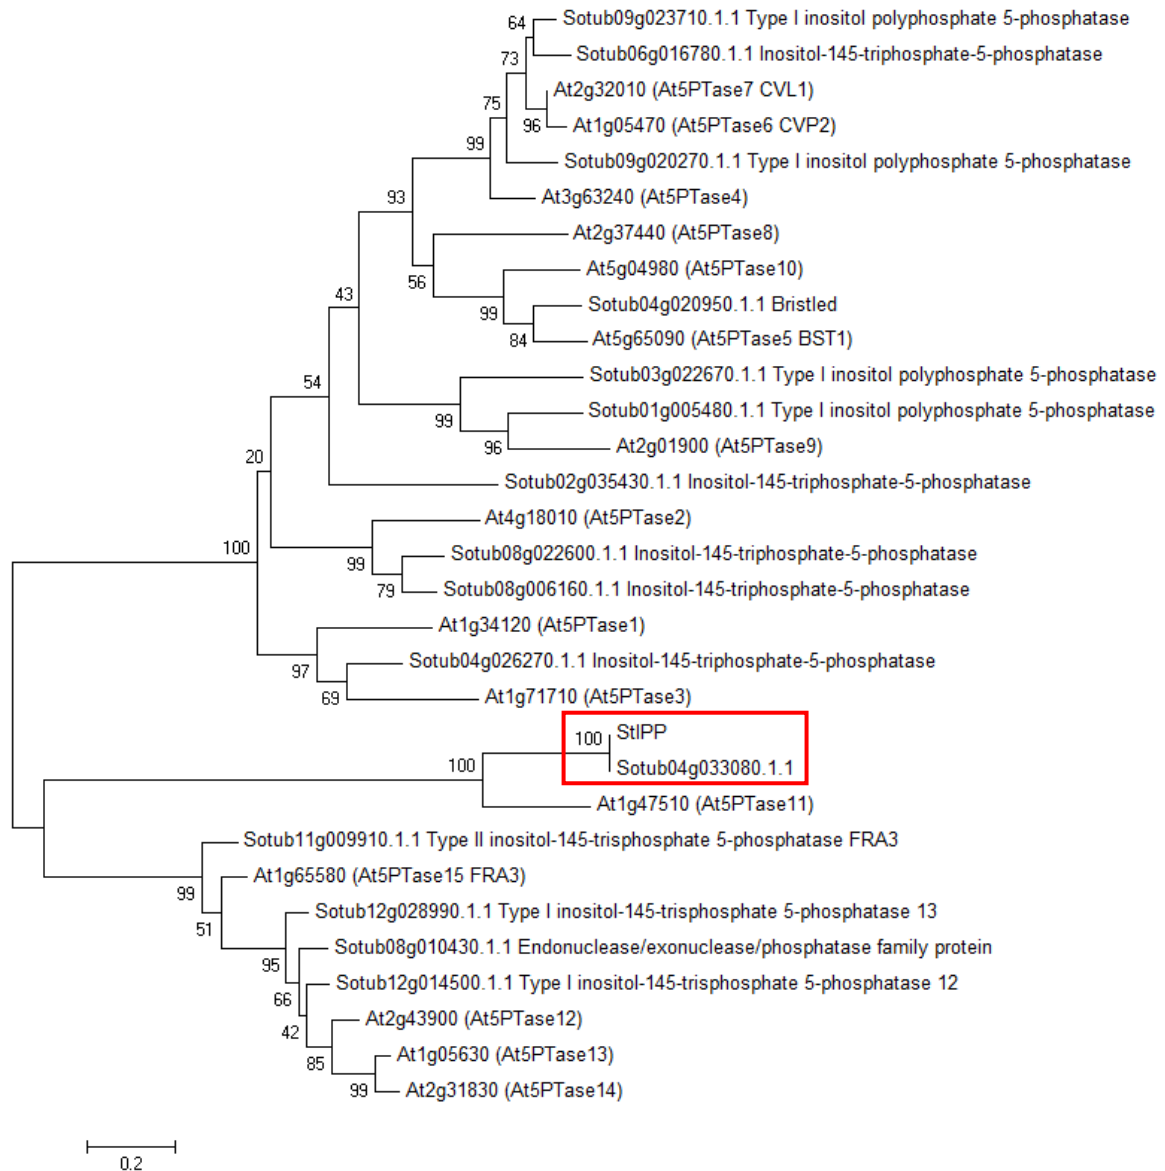 64
Sotub09g023710.1.1 Type I inositol polyphosphate 5-phosphatase
Sotub06g016780.1.1 Inositol-145-triphosphate-5-phosphatase
73
At2g32010 (At5PTase7 CVL1)
75
96
At1g05470 (At5PTase6 CVP2)
99
Sotub09g020270.1.1 Type I inositol polyphosphate 5-phosphatase
93
At3g63240 (At5PTase4)
At2g37440 (At5PTase8)
56
At5g04980 (At5PTase10)
43
99
Sotub04g020950.1.1 Bristled
84
At5g65090 (At5PTase5 BST1)
54
Sotub03g022670.1.1 Type I inositol polyphosphate 5-phosphatase
99
Sotub01g005480.1.1 Type I inositol polyphosphate 5-phosphatase
96
At2g01900 (At5PTase9)
20
Sotub02g035430.1.1 Inositol-145-triphosphate-5-phosphatase
At4g18010 (At5PTase2)
100
99
Sotub08g022600.1.1 Inositol-145-triphosphate-5-phosphatase
79
Sotub08g006160.1.1 Inositol-145-triphosphate-5-phosphatase
At1g34120 (At5PTase1)
97
Sotub04g026270.1.1 Inositol-145-triphosphate-5-phosphatase
69
At1g71710 (At5PTase3)
100
StIPP
100
Sotub04g033080.1.1
At1g47510 (At5PTase11)
Sotub11g009910.1.1 Type II inositol-145-trisphosphate 5-phosphatase FRA3
99
At1g65580 (At5PTase15 FRA3)
51
Sotub12g028990.1.1 Type I inositol-145-trisphosphate 5-phosphatase 13
95
Sotub08g010430.1.1 Endonuclease/exonuclease/phosphatase family protein
66
Sotub12g014500.1.1 Type I inositol-145-trisphosphate 5-phosphatase 12
42
At2g43900 (At5PTase12)
85
At1g05630 (At5PTase13)
99
At2g31830 (At5PTase14)
0.2